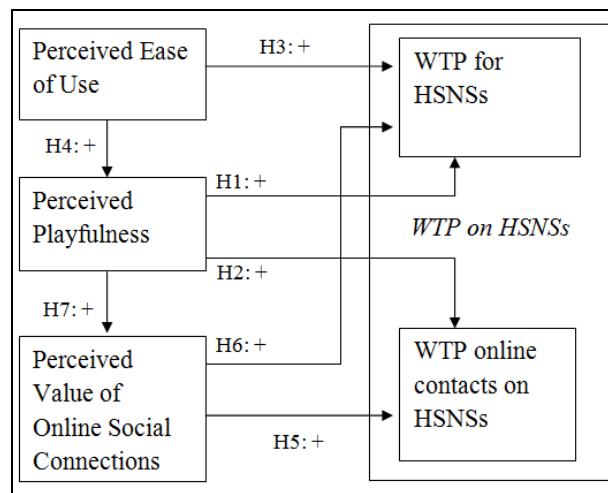 Perceived Ease
of Use
H3: +
WTP for
HSNSs
H4: +
H1: +
Perceived
Playfulness
WTP on HSNSs
H2: +
H7: +
H6: +
Perceived
Value of
Online Social
Connections
WTP online
contacts on
HSNSs
H5: +